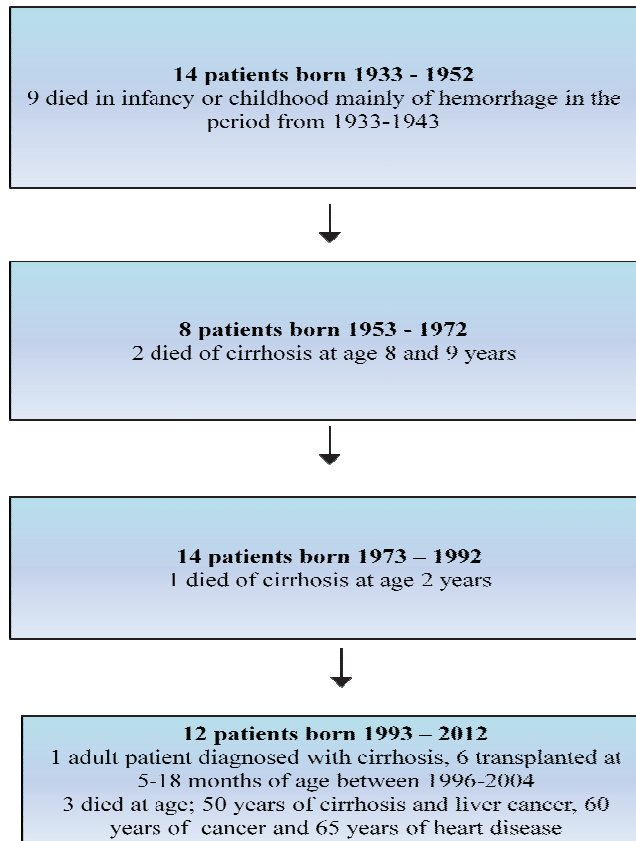 14 patients born 1933 - 1952
9 died in infancy or childhood mainly of hemorrhage in the
period from 1933-1943
8 patients born 1953 - 1972
2 died of cirrhosis at age 8 and 9 years
14 patients born 1973 – 1992
1 died of cirrhosis at age 2 years
12 patients born 1993 – 2012
1 adult patient diagnosed with cirrhosis, 6 transplanted at
5-18 months of age between 1996-2004
3 died at age; 50 years of cirrhosis and liver cancer, 60
years of cancer and 65 years of heart disease